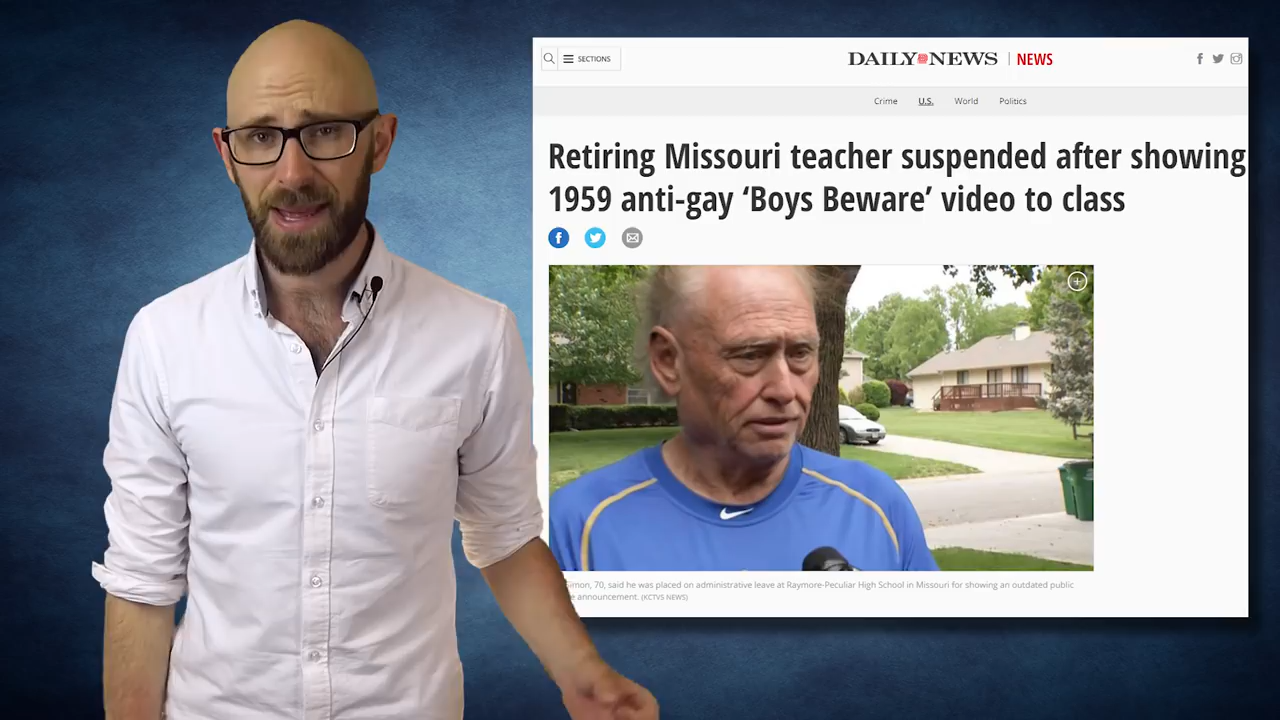 SECTIONS
DAILY NEWS | NEWS
Crime U.S. World Politics
Retiring Missouri teacher suspended after showing
1959 anti-gay ‘Boys Beware’ video to class
Simon, 70, said he was placed on administrative leave at Raymore-Peculiar High School in Missouri for showing an outdated public
announcement. (KCTV5 NEWS)